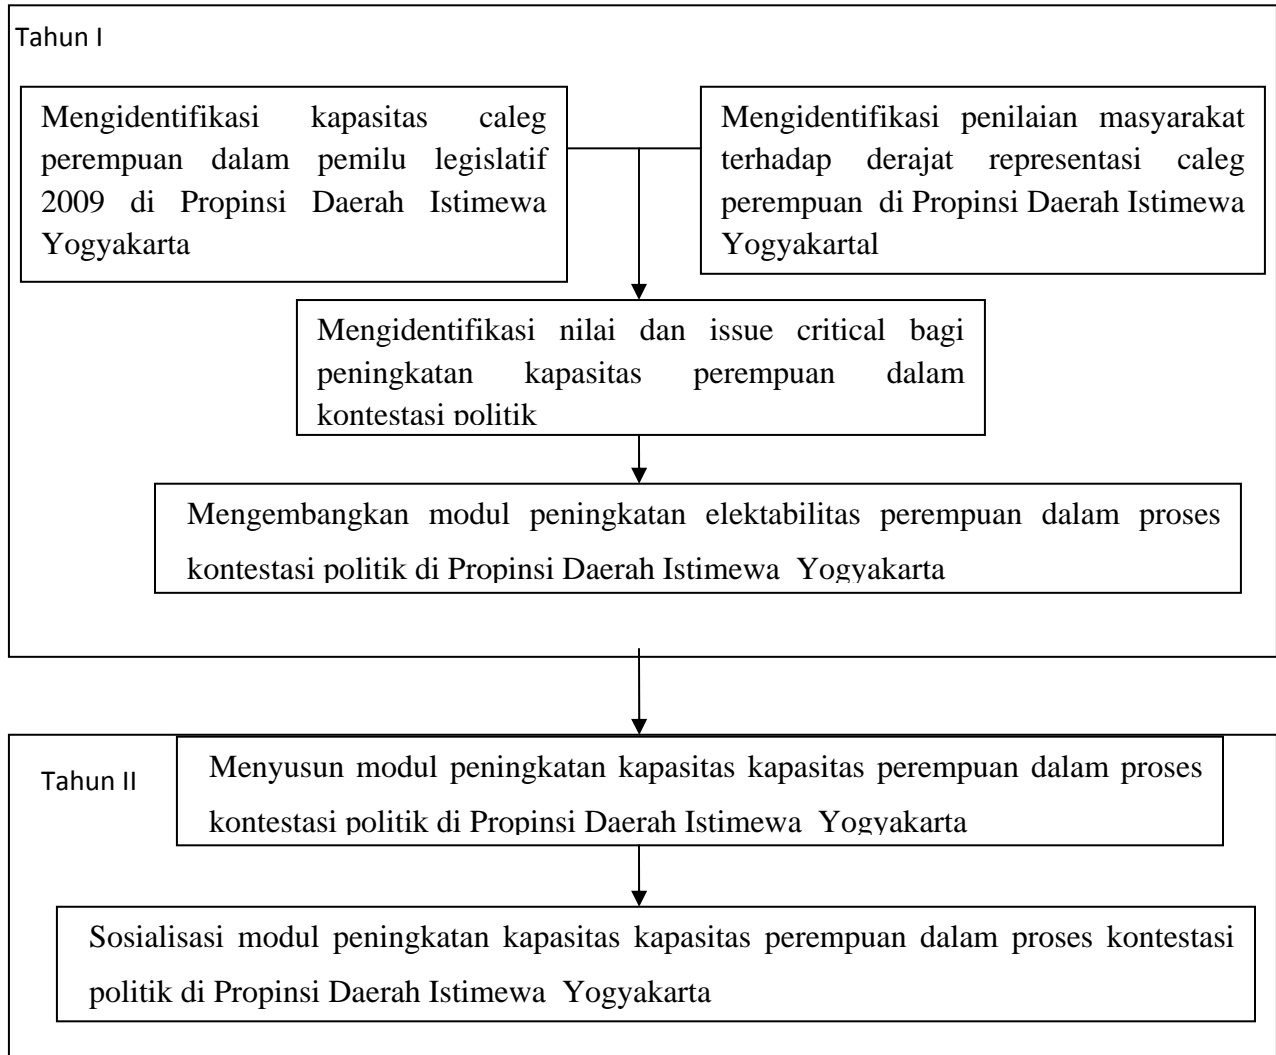 Tahun I
Mengidentifikasi kapasitas caleg
perempuan dalam pemilu legislatif
2009 di Propinsi Daerah Istimewa
Yogyakarta
Mengidentifikasi penilaian masyarakat
terhadap derajat representasi caleg
perempuan di Propinsi Daerah Istimewa
Yogyakartal
Mengidentifikasi nilai dan issue critical bagi
peningkatan kapasitas perempuan dalam
kontestasi politik
Mengembangkan modul peningkatan elektabilitas perempuan dalam proses
kontestasi politik di Propinsi Daerah Istimewa Yogyakarta
Tahun II
Menyusun modul peningkatan kapasitas kapasitas perempuan dalam proses
kontestasi politik di Propinsi Daerah Istimewa Yogyakarta
Sosialisasi modul peningkatan kapasitas kapasitas perempuan dalam proses kontestasi
politik di Propinsi Daerah Istimewa Yogyakarta